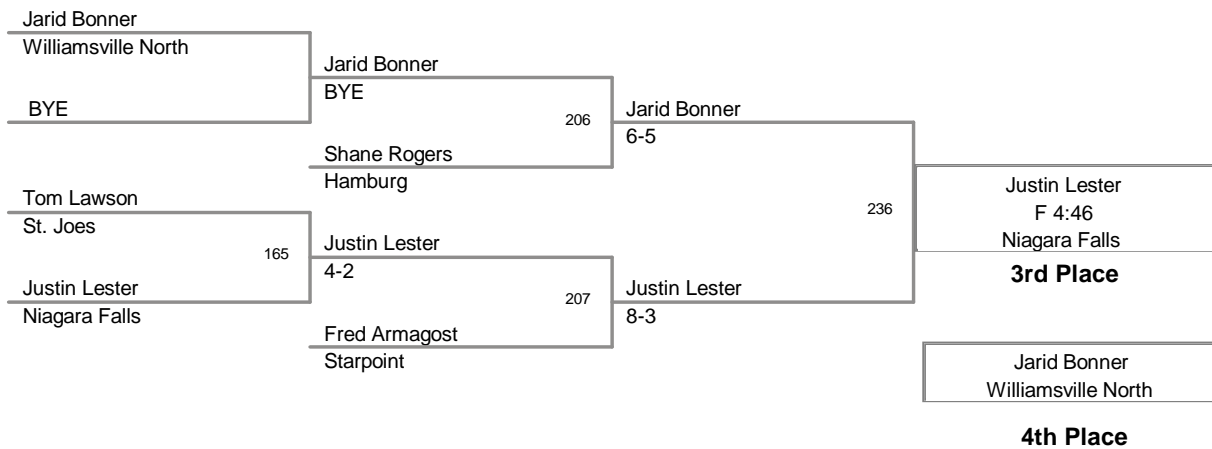 Jarid Bonner
Williamsville North
BYE
Tom Lawson
St. Joes
165
Justin Lester
Niagara Falls
Jarid Bonner
BYE
206
Shane Rogers
Hamburg
Justin Lester
4-2
207
Fred Armagost
Starpoint
Jarid Bonner
6-5
236
Justin Lester
8-3
Justin Lester
F 4:46
Niagara Falls
3rd Place
Jarid Bonner
Williamsville North
4th Place